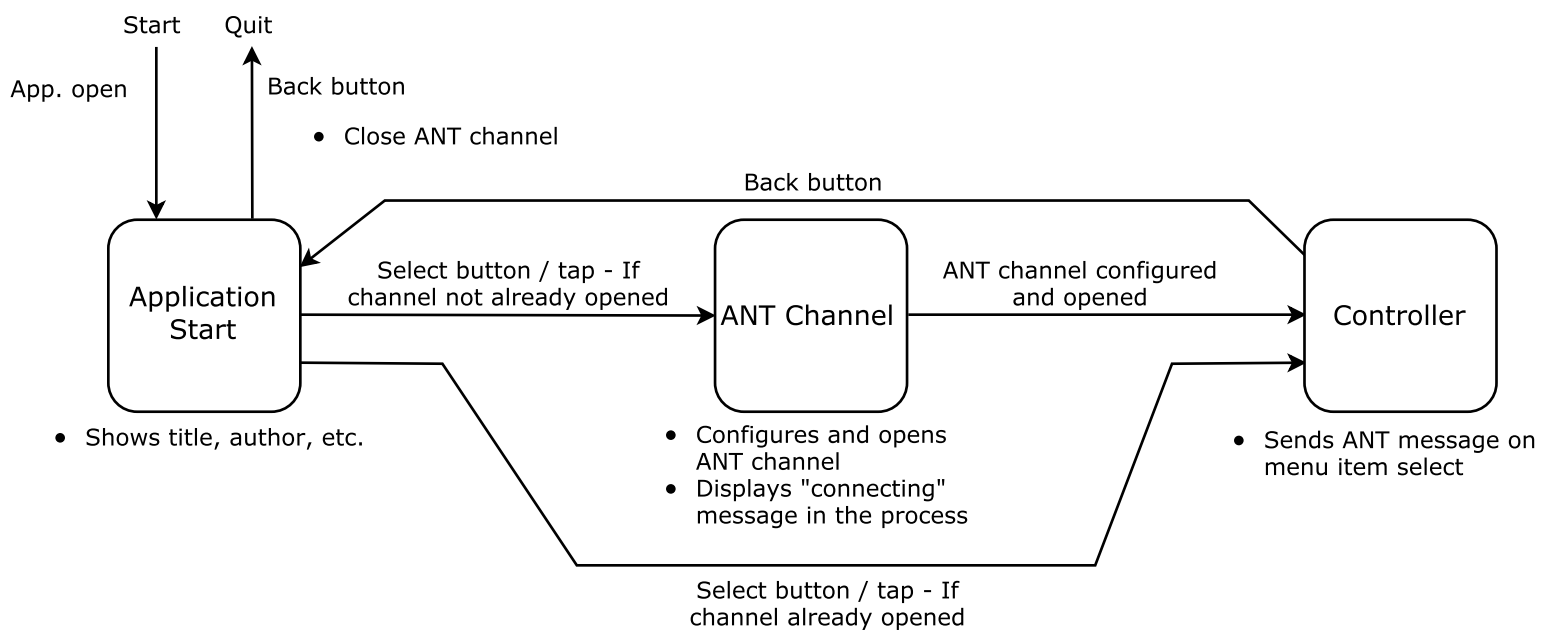 Start
Quit
App. open
Back button
• Close ANT channel
Back button
Select button / tap - If
channel not already opened
ANT channel configured
and opened
Application
Start
ANT Channel
Controller
• Shows title, author, etc.
• Configures and opens
ANT channel
• Displays "connecting"
message in the process
• Sends ANT message on
menu item select
Select button / tap - If
channel already opened